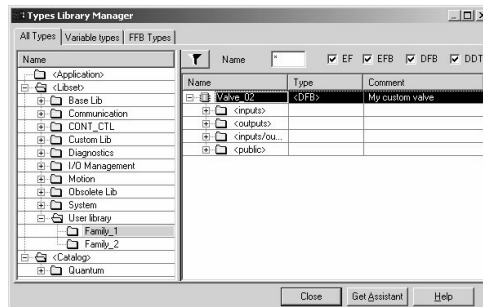 Types Library Manager
All Types Variable types FFB Types
Name
<Application>
<Libset>
Base Lib
Communication
CONT_CTL
Custom Lib
Diagnostics
I/O Management
Motion
Obsolete Lib
System
User library
Family_1
Family_2
<Catalog>
Quantum
Name * EF EFB DFB DDT
Name Type Comment
Valve_02 <DFB> My custom valve
<inputs>
<outputs>
<inputs/ou...
<public>
Close Get Assistant Help